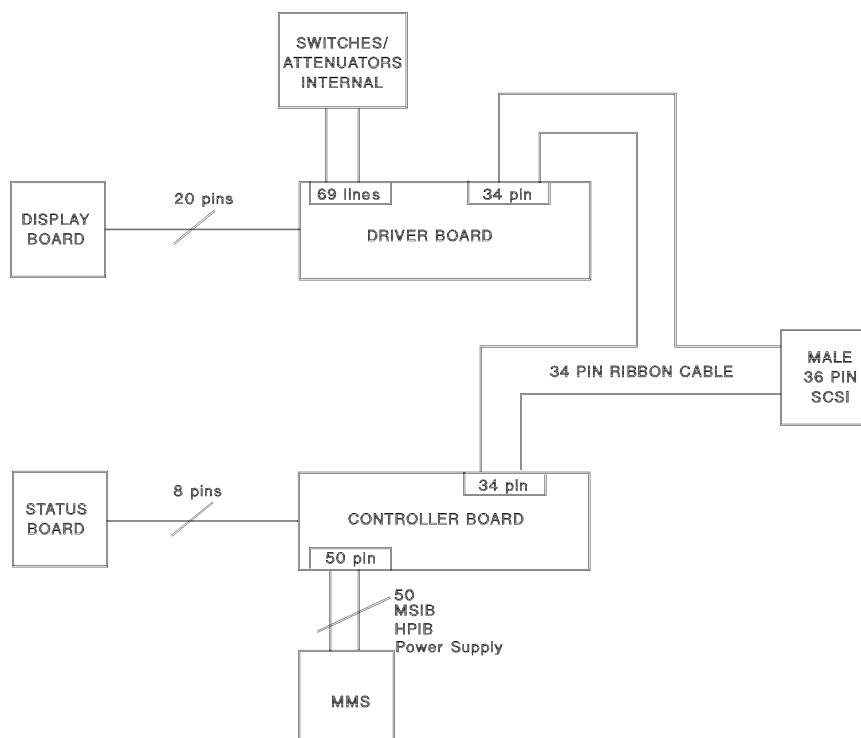 SWITCHES/
ATTENUATORS
INTERNAL
69 lines
34 pin
DRIVER BOARD
20 pins
DISPLAY
BOARD
34 PIN RIBBON CABLE
MALE
36 PIN
SCSI
34 pin
CONTROLLER BOARD
50 pin
8 pins
STATUS
BOARD
50
MSIB
HPIB
Power Supply
MMS